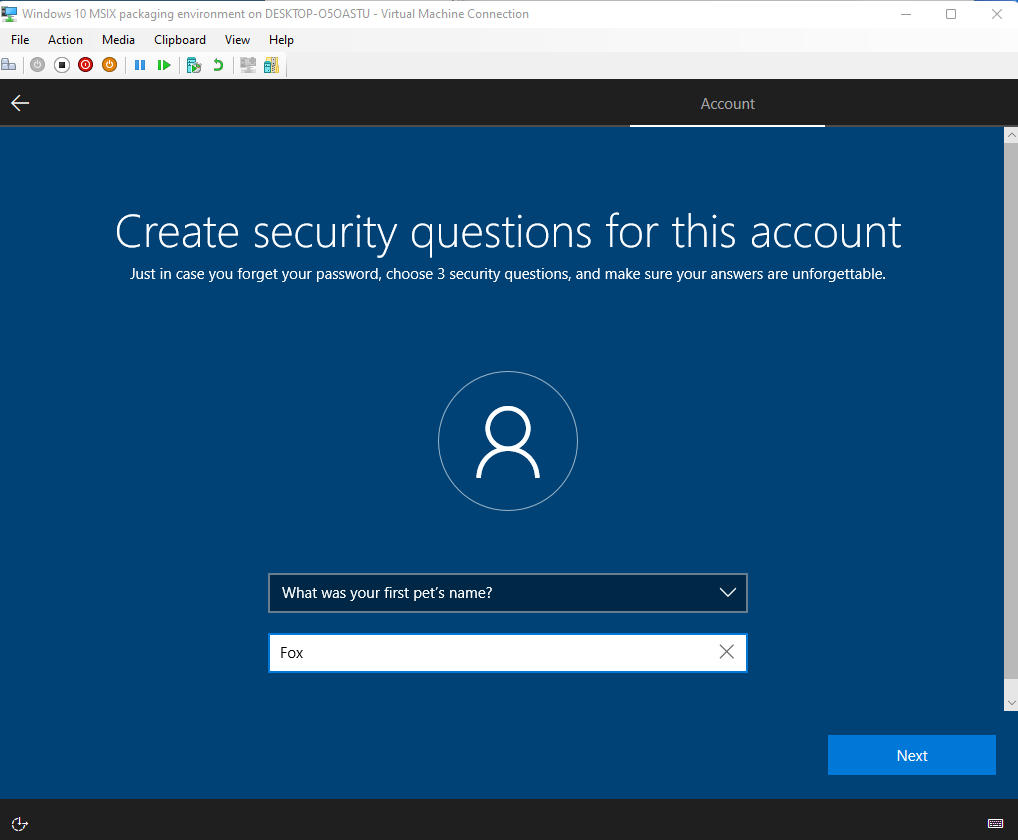 Windows 10 MSIX packaging environment on DESKTOP-O5OASTU - Virtual Machine Connection
File Action Media Clipboard View Help
Account
Create security questions for this account
Just in case you forget your password, choose 3 security questions, and make sure your answers are unforgettable.
What was your first pet’s name?
Fox
Next